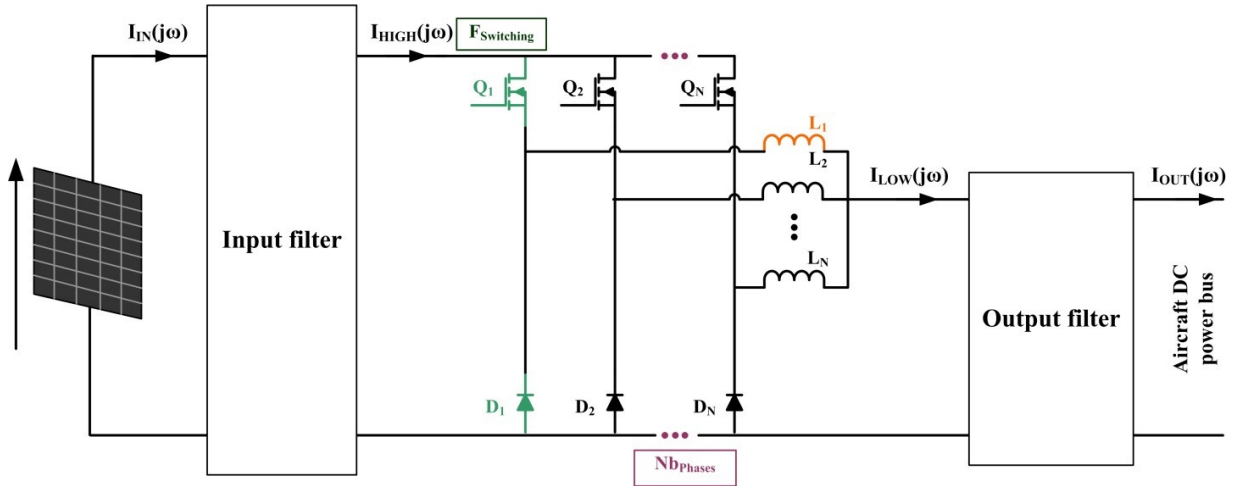 I_IN(jω)
I_HIGH(jω)
F_Switching
Q_1
Q_2
Q_N
L_1
L_2
I_LOW(jω)
I_OUT(jω)
Input filter
L_N
Output filter
Aircraft DC
power bus
D_1
D_2
D_N
Nb_Phases